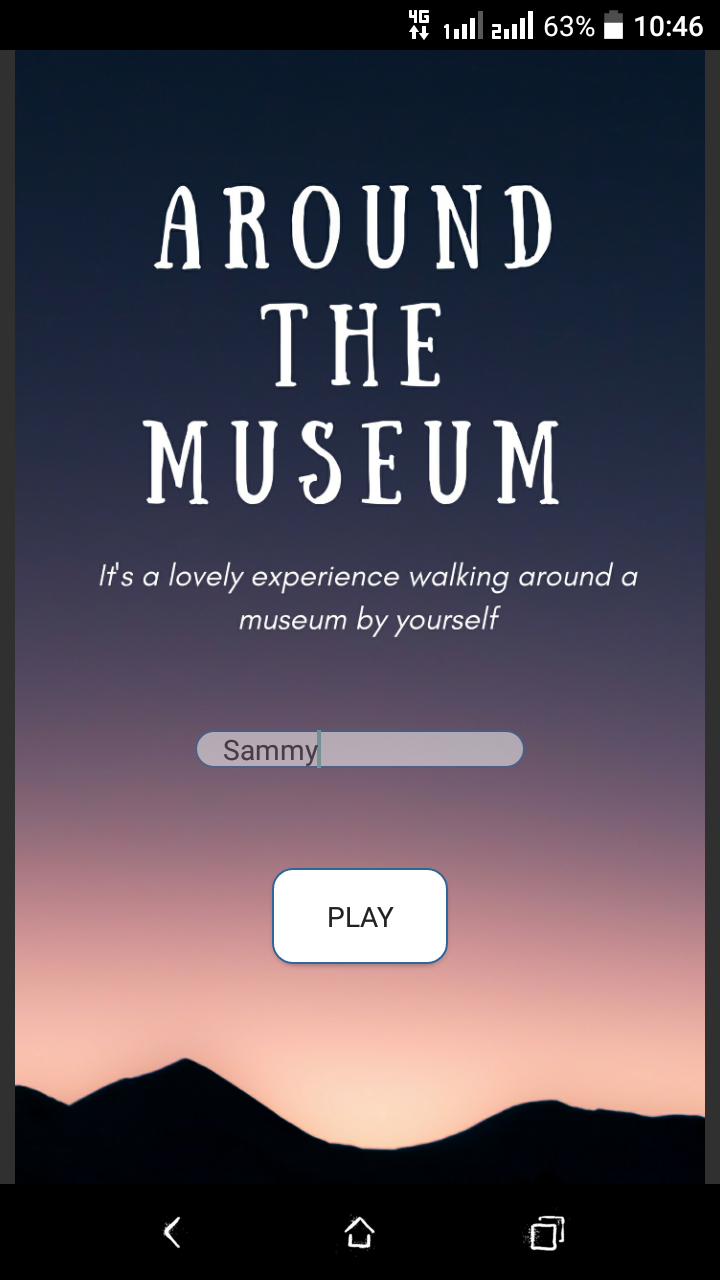 4G 1 2 63% 10:46
AROUND
THE
MUSEUM
It's a lovely experience walking around a
museum by yourself
Sammy
PLAY